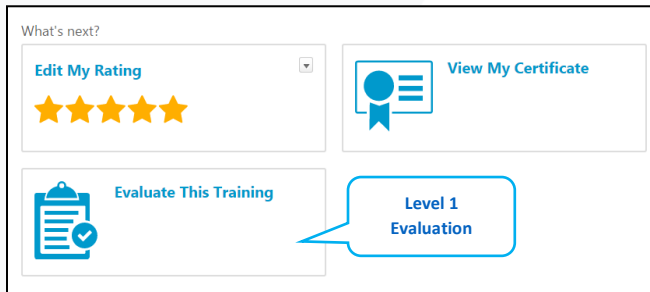 What's next?
Edit My Rating
View My Certificate
Evaluate This Training
Level 1
Evaluation